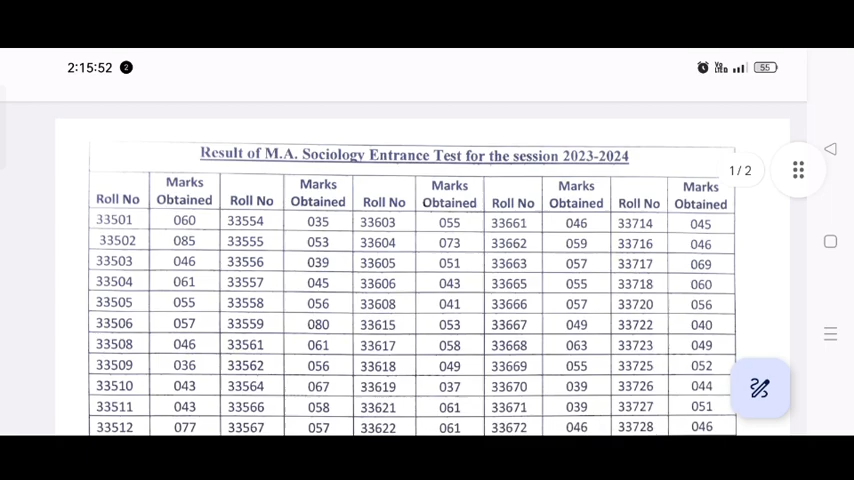 2:15:52 2
Vo LTED 55
Result of M.A. Sociology Entrance Test for the session 2023-2024
1/2
Roll No Marks Obtained Roll No Marks Obtained Roll No Marks Obtained Roll No Marks Obtained Roll No Marks Obtained
33501 060 33554 035 33603 055 33661 046 33714 045
33502 085 33555 053 33604 073 33662 059 33716 046
33503 046 33556 039 33605 051 33663 057 33717 069
33504 061 33557 045 33606 043 33665 055 33718 060
33505 055 33558 056 33608 041 33666 057 33720 056
33506 057 33559 080 33615 053 33667 049 33722 040
33508 046 33561 061 33617 058 33668 063 33723 049
33509 036 33562 056 33618 049 33669 055 33725 052
33510 043 33564 067 33619 037 33670 039 33726 044
33511 043 33566 058 33621 061 33671 039 33727 051
33512 077 33567 057 33622 061 33672 046 33728 046